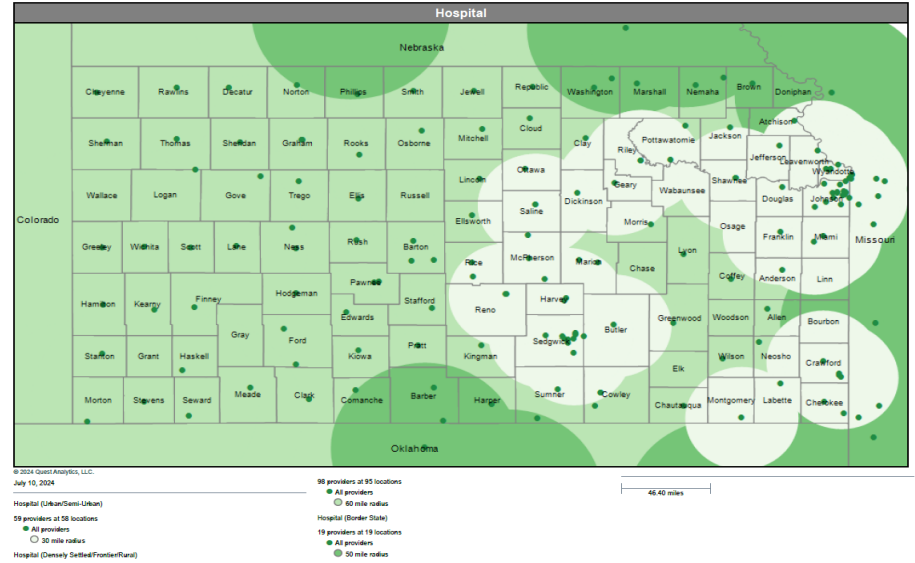 Hospital
Nebraska
Cheyenne Rawlins Decatur Norton Phillips Smith Jewell Republic Washington Marshall Nemaha Brown Doniphan
Atchison
Sherman Thomas Sheridan Graham Rooks Osborne Mitchell Cloud Clay Riley Pottawatomie Jackson Jefferson Leavenworth
Wyandotte
Wallace Logan Gove Trego Ellis Russell Lincoln Ottawa Dickinson Geary Wabaunsee Shawnee Douglas Johnson
Colorado
Ellsworth Saline Morris Osage
Greeley Wichita Scott Lane Ness Rush Barton Rice McPherson Marion Chase Lyon Franklin Miami Missouri
Coffey Anderson Linn
Hamilton Kearny Finney Hodgeman Pawnee Stafford Reno Harvey
Gray Ford Edwards Sedgwick Butler Greenwood Woodson Allen Bourbon
Stanton Grant Haskell Kiowa Pratt Kingman Elk Wilson Neosho Crawford
Morton Stevens Seward Meade Clark Comanche Barber Harper Sumner Cowley Chautauqua Montgomery Labette Cherokee
Oklahoma
© 2024 Quest Analytics, LLC.
July 10, 2024
Hospital (Urban/Semi-Urban)
59 providers at 58 locations
All providers
30 mile radius
Hospital (Densely Settled/Frontier/Rural)
98 providers at 95 locations
All providers
60 mile radius
Hospital (Border State)
19 providers at 19 locations
All providers
50 mile radius
46.40 miles